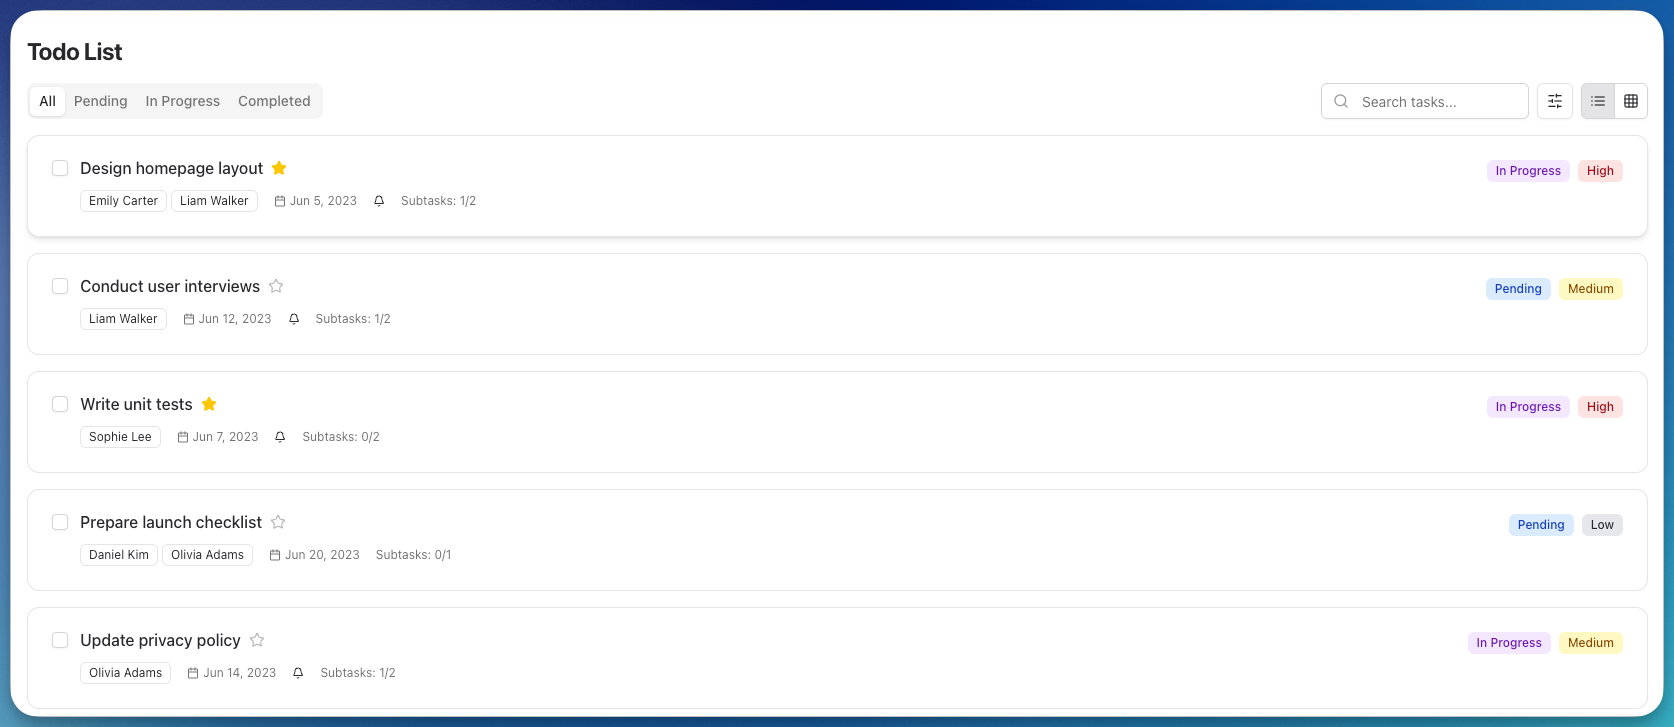 Todo List
All Pending In Progress Completed Search tasks...
Design homepage layout In Progress High
Emily Carter Liam Walker Jun 5, 2023 Subtasks: 1/2
Conduct user interviews Pending Medium
Liam Walker Jun 12, 2023 Subtasks: 1/2
Write unit tests In Progress High
Sophie Lee Jun 7, 2023 Subtasks: 0/2
Prepare launch checklist Pending Low
Daniel Kim Olivia Adams Jun 20, 2023 Subtasks: 0/1
Update privacy policy In Progress Medium
Olivia Adams Jun 14, 2023 Subtasks: 1/2